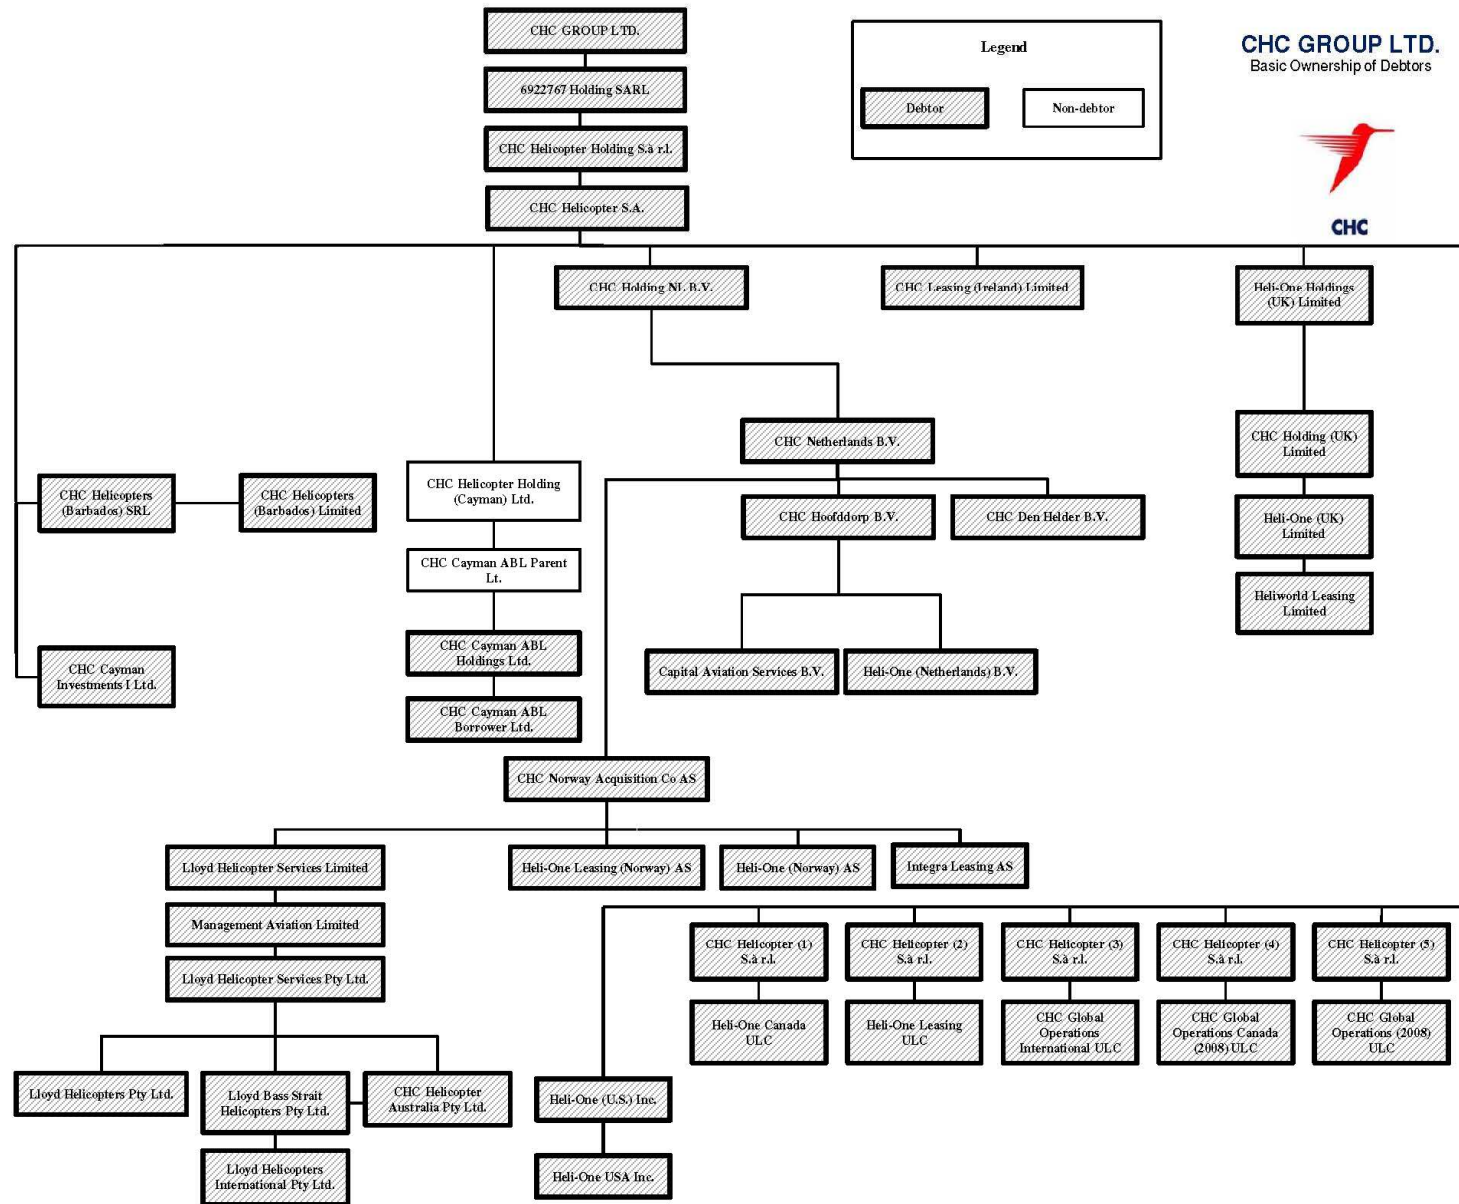 CHC GROUP LTD.
6922767 Holding SARL
CHC Helicopter Holding S.à r.l.
CHC Helicopter S.A.
Legend
Debtor
Non-debtor
CHC GROUP LTD.
Basic Ownership of Debtors
CHC
CHC Holding NL B.V.
CHC Leasing (Ireland) Limited
Heli-One Holdings
(UK) Limited
CHC Netherlands B.V.
CHC Holding (UK)
Limited
CHC Helicopters
(Barbados) SRL
CHC Helicopters
(Barbados) Limited
CHC Helicopter Holding
(Cayman) Ltd.
CHC Hoofddorp B.V.
CHC Den Helder B.V.
Heli-One (UK)
Limited
CHC Cayman ABL Parent
Lt.
Heliworld Leasing
Limited
CHC Cayman
Investments I Ltd.
CHC Cayman ABL
Holdings Ltd.
Capital Aviation Services B.V.
Heli-One (Netherlands) B.V.
CHC Cayman ABL
Borrower Ltd.
CHC Norway Acquisition Co AS
Lloyd Helicopter Services Limited
Heli-One Leasing (Norway) AS
Heli-One (Norway) AS
Integra Leasing AS
Management Aviation Limited
Lloyd Helicopter Services Pty Ltd.
CHC Helicopter (1)
S.à r.l.
CHC Helicopter (2)
S.à r.l.
CHC Helicopter (3)
S.à r.l.
CHC Helicopter (4)
S.à r.l.
CHC Helicopter (5)
S.à r.l.
Heli-One Canada
ULC
Heli-One Leasing
ULC
CHC Global
Operations
International ULC
CHC Global
Operations Canada
(2008) ULC
CHC Global
Operations (2008)
ULC
Lloyd Helicopters Pty Ltd.
Lloyd Bass Strait
Helicopters Pty Ltd.
CHC Helicopter
Australia Pty Ltd.
Heli-One (U.S.) Inc.
Lloyd Helicopters
International Pty Ltd.
Heli-One USA Inc.